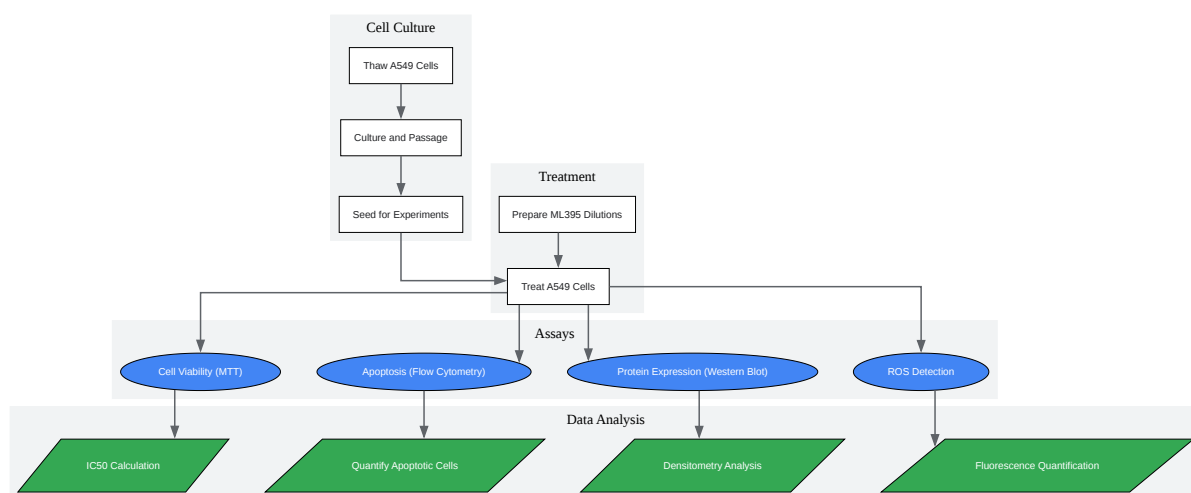 Cell Culture
Thaw A549 Cells
Culture and Passage
Treatment
Seed for Experiments
Prepare ML395 Dilutions
Treat A549 Cells
Assays
Cell Viability (MTT)
Apoptosis (Flow Cytometry)
Protein Expression (Western Blot)
ROS Detection
Data Analysis
IC50 Calculation
Quantify Apoptotic Cells
Densitometry Analysis
Fluorescence Quantification